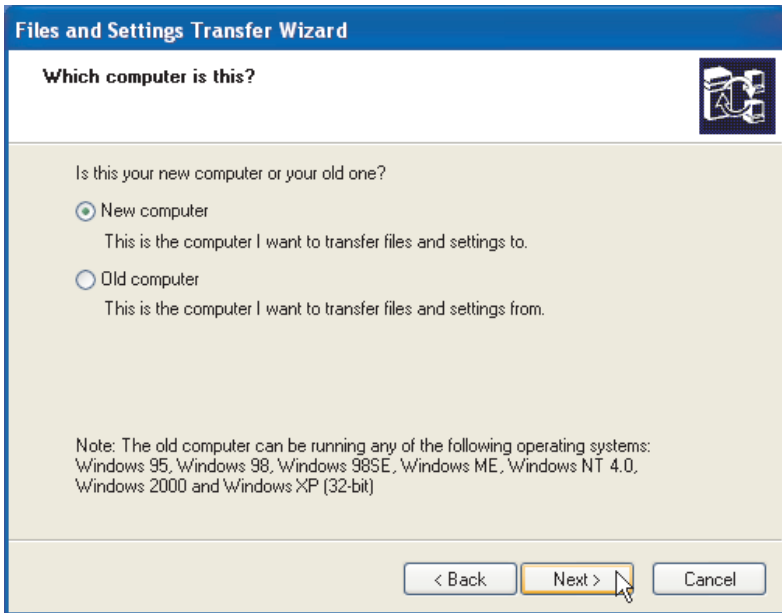 Files and Settings Transfer Wizard
Which computer is this?
Is this your new computer or your old one?
New computer
This is the computer I want to transfer files and settings to.
Old computer
This is the computer I want to transfer files and settings from.
Note: The old computer can be running any of the following operating systems:
Windows 95, Windows 98, Windows 98SE, Windows ME, Windows NT 4.0,
Windows 2000 and Windows XP (32-bit)
< Back Next > Cancel